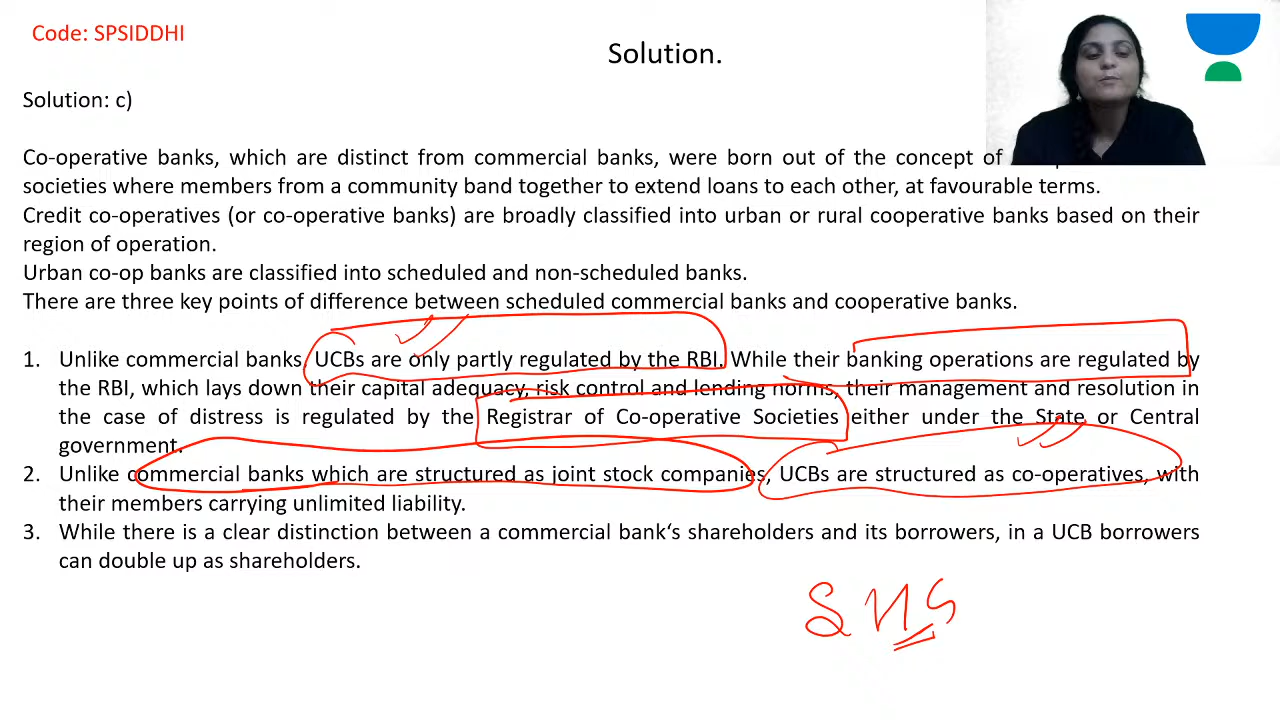 Code: SPSIDDHI
Solution.
Solution: c)
Co-operative banks, which are distinct from commercial banks, were born out of the concept of
societies where members from a community band together to extend loans to each other, at favourable terms.
Credit co-operatives (or co-operative banks) are broadly classified into urban or rural cooperative banks based on their
region of operation.
Urban co-op banks are classified into scheduled and non-scheduled banks.
There are three key points of difference between scheduled commercial banks and cooperative banks.
1. Unlike commercial banks, UCBs are only partly regulated by the RBI. While their banking operations are regulated by
the RBI, which lays down their capital adequacy, risk control and lending norms, their management and resolution in
the case of distress is regulated by the Registrar of Co-operative Societies either under the State or Central
government.
2. Unlike commercial banks which are structured as joint stock companies, UCBs are structured as co-operatives, with
their members carrying unlimited liability.
3. While there is a clear distinction between a commercial bank‘s shareholders and its borrowers, in a UCB borrowers
can double up as shareholders.